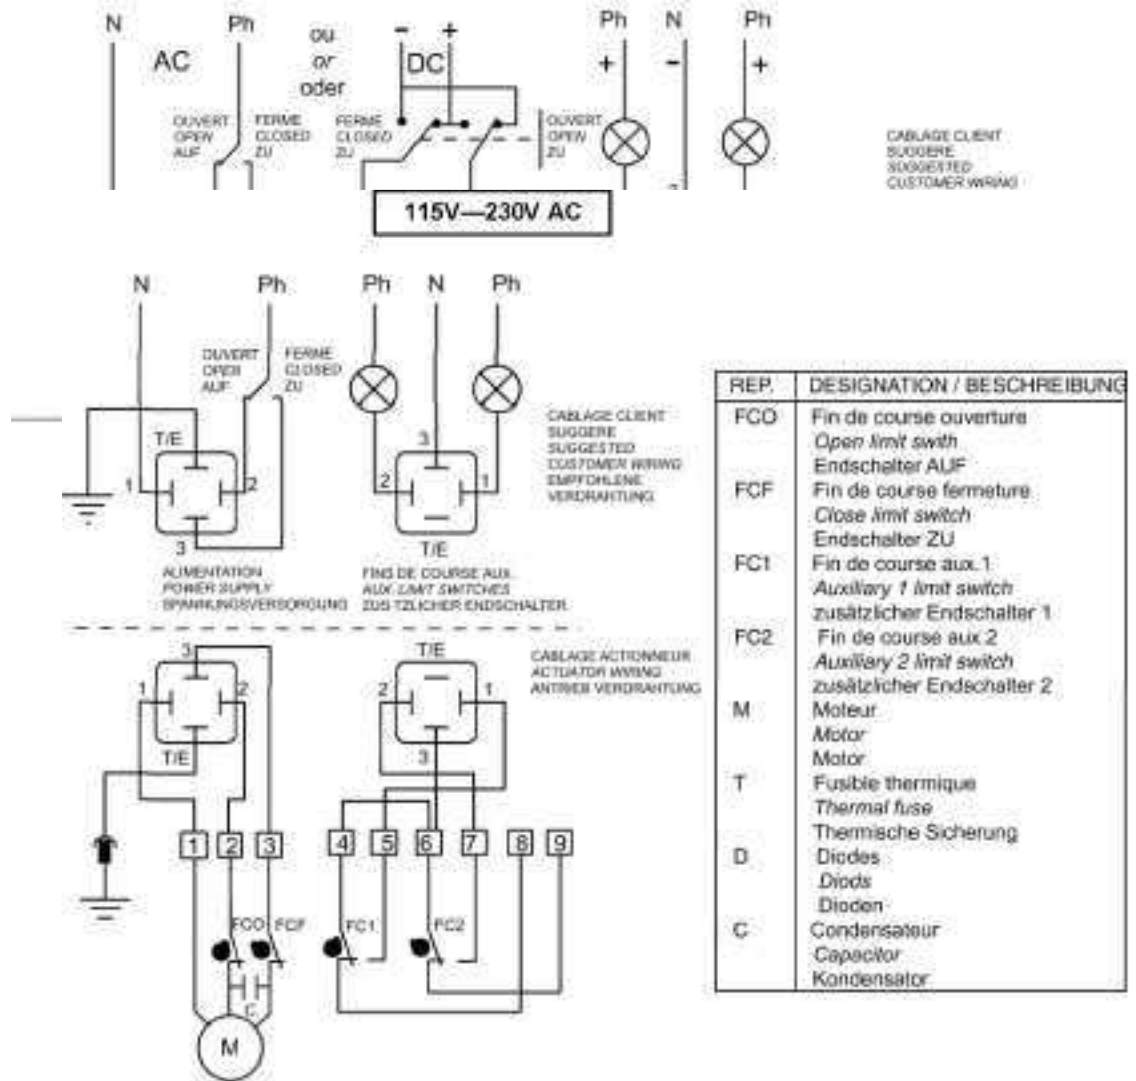 N
Ph
ou
or
oder
AC
-
+
DC
Ph
N
Ph
+
-
+
OUVERT
OPEN
AUF
FERME
CLOSED
ZU
FERME
CLOSED
ZU
OUVERT
OPEN
ZU
CABLAGE CLIENT
SUGGERE
SUGGESTED
CUSTOMER WIRING
115V—230V AC
N
Ph
Ph
N
Ph
OUVERT
OPEN
AUF
FERME
CLOSED
ZU
T/E
1
2
3
3
2
1
T/E
CABLAGE CLIENT
SUGGERE
SUGGESTED
CUSTOMER WIRING
EMPFOHLENE
VERDRAHTUNG
ALIMENTATION
POWER SUPPLY
SPANNUNGSVERSORGUNG
FINS DE COURSE AUX.
AUX. LIMIT SWITCHES
ZUS TZLICHER ENDSCHALTER
3
1
2
T/E
T/E
2
1
3
CABLAGE ACTIONNEUR
ACTUATOR WIRING
ANTRIEB VERDRAHTUNG
1 2 3 4 5 6 7 8 9
FCO FCF FC1 FC2
C
M
REP. DESIGNATION / BESCHREIBUNG
FCO Fin de course ouverture
Open limit swith
Endschalter AUF
FCF Fin de course fermeture
Close limit switch
Endschalter ZU
FC1 Fin de course aux.1
Auxiliary 1 limit switch
zusätzlicher Endschalter 1
FC2 Fin de course aux 2
Auxiliary 2 limit switch
zusätzlicher Endschalter 2
M Moteur
Motor
Motor
T Fusible thermique
Thermal fuse
Thermische Sicherung
D Diodes
Diods
Dioden
C Condensateur
Capacitor
Kondensator